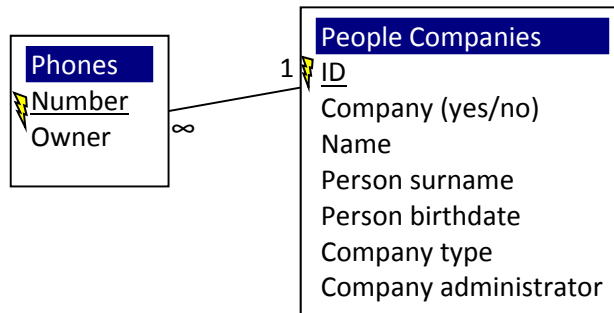 Phones
Number
Owner
∞
1
People Companies
ID
Company (yes/no)
Name
Person surname
Person birthdate
Company type
Company administrator